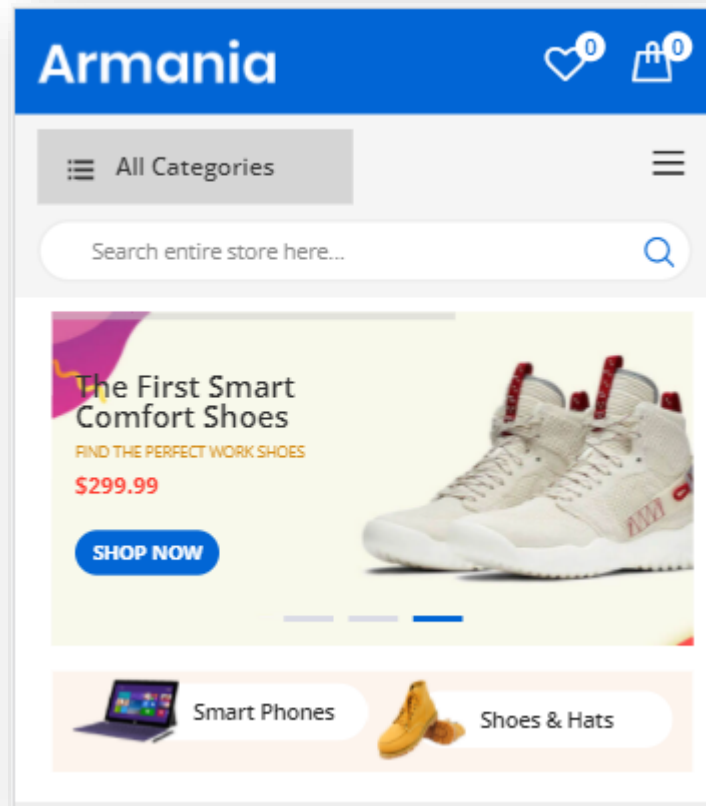 Armania
0
0
All Categories
Search entire store here...
The First Smart
Comfort Shoes
FIND THE PERFECT WORK SHOES
$299.99
SHOP NOW
Smart Phones
Shoes & Hats